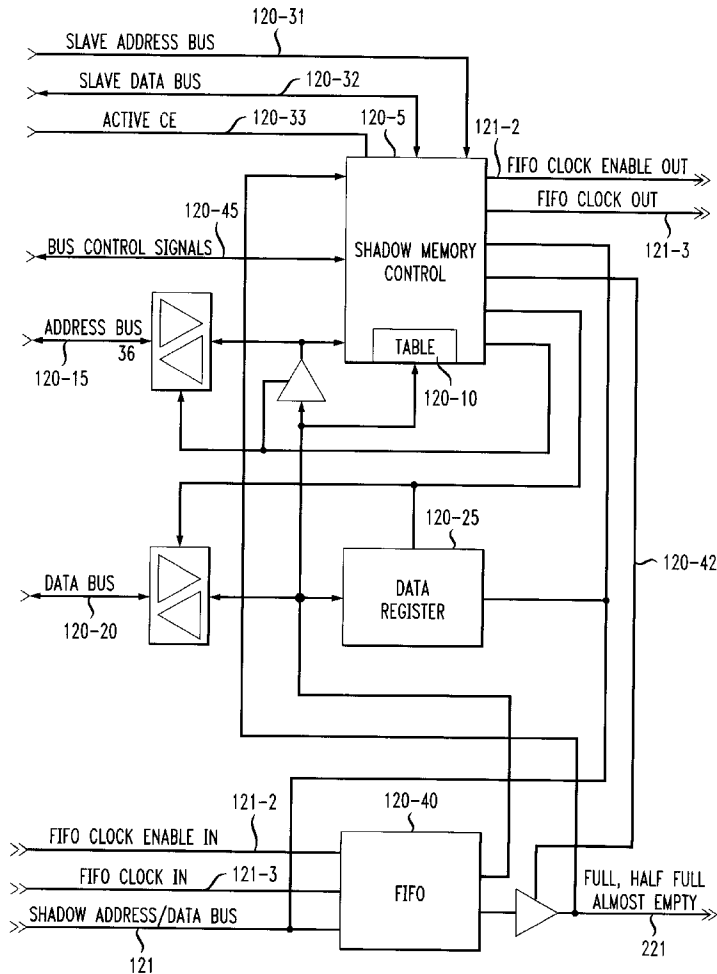 120-31
SLAVE ADDRESS BUS
120-32
SLAVE DATA BUS
120-33
ACTIVE CE
120-5
121-2
FIFO CLOCK ENABLE OUT
FIFO CLOCK OUT
121-3
120-45
BUS CONTROL SIGNALS
SHADOW MEMORY
CONTROL
ADDRESS BUS
36
120-15
TABLE
120-10
120-25
120-42
DATA BUS
120-20
DATA
REGISTER
121-2
120-40
FIFO CLOCK ENABLE IN
FIFO CLOCK IN
121-3
FIFO
SHADOW ADDRESS/DATA BUS
121
FULL, HALF FULL
ALMOST EMPTY
221